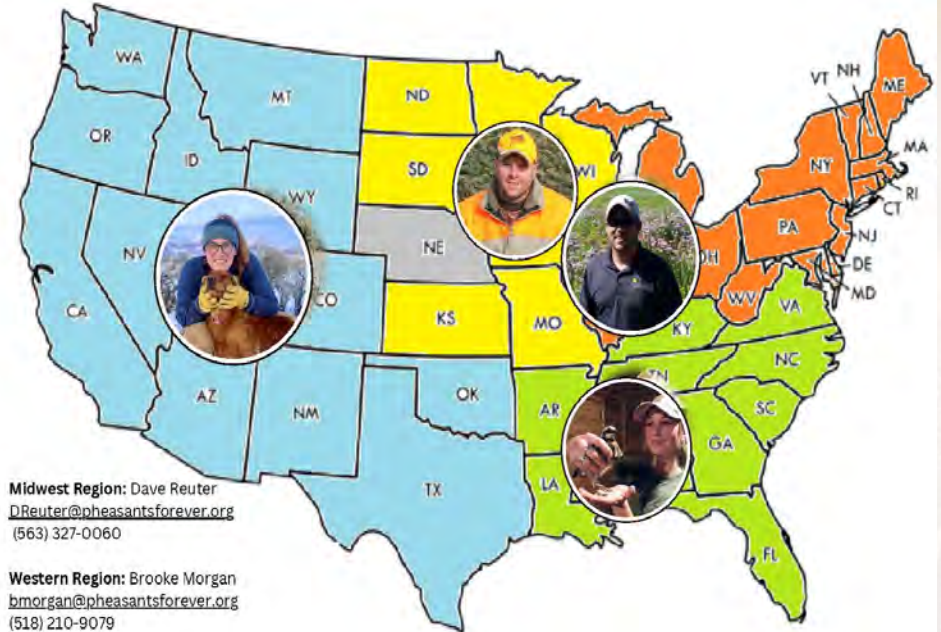 WA
MT
ND
VT NH
ME
OR
ID
SD
WI
NY
MA
WY
RI
CT
NV
NE
PA
NJ
OH
DE
CO
WV
MD
CA
KS
MO
KY
VA
NC
AZ
NM
OK
TN
AR
SC
GA
TX
LA
FL
Midwest Region: Dave Reuter
DReuter@pheasantsforever.org
(563) 327-0060
Western Region: Brooke Morgan
bmorgan@pheasantsforever.org
(518) 210-9079